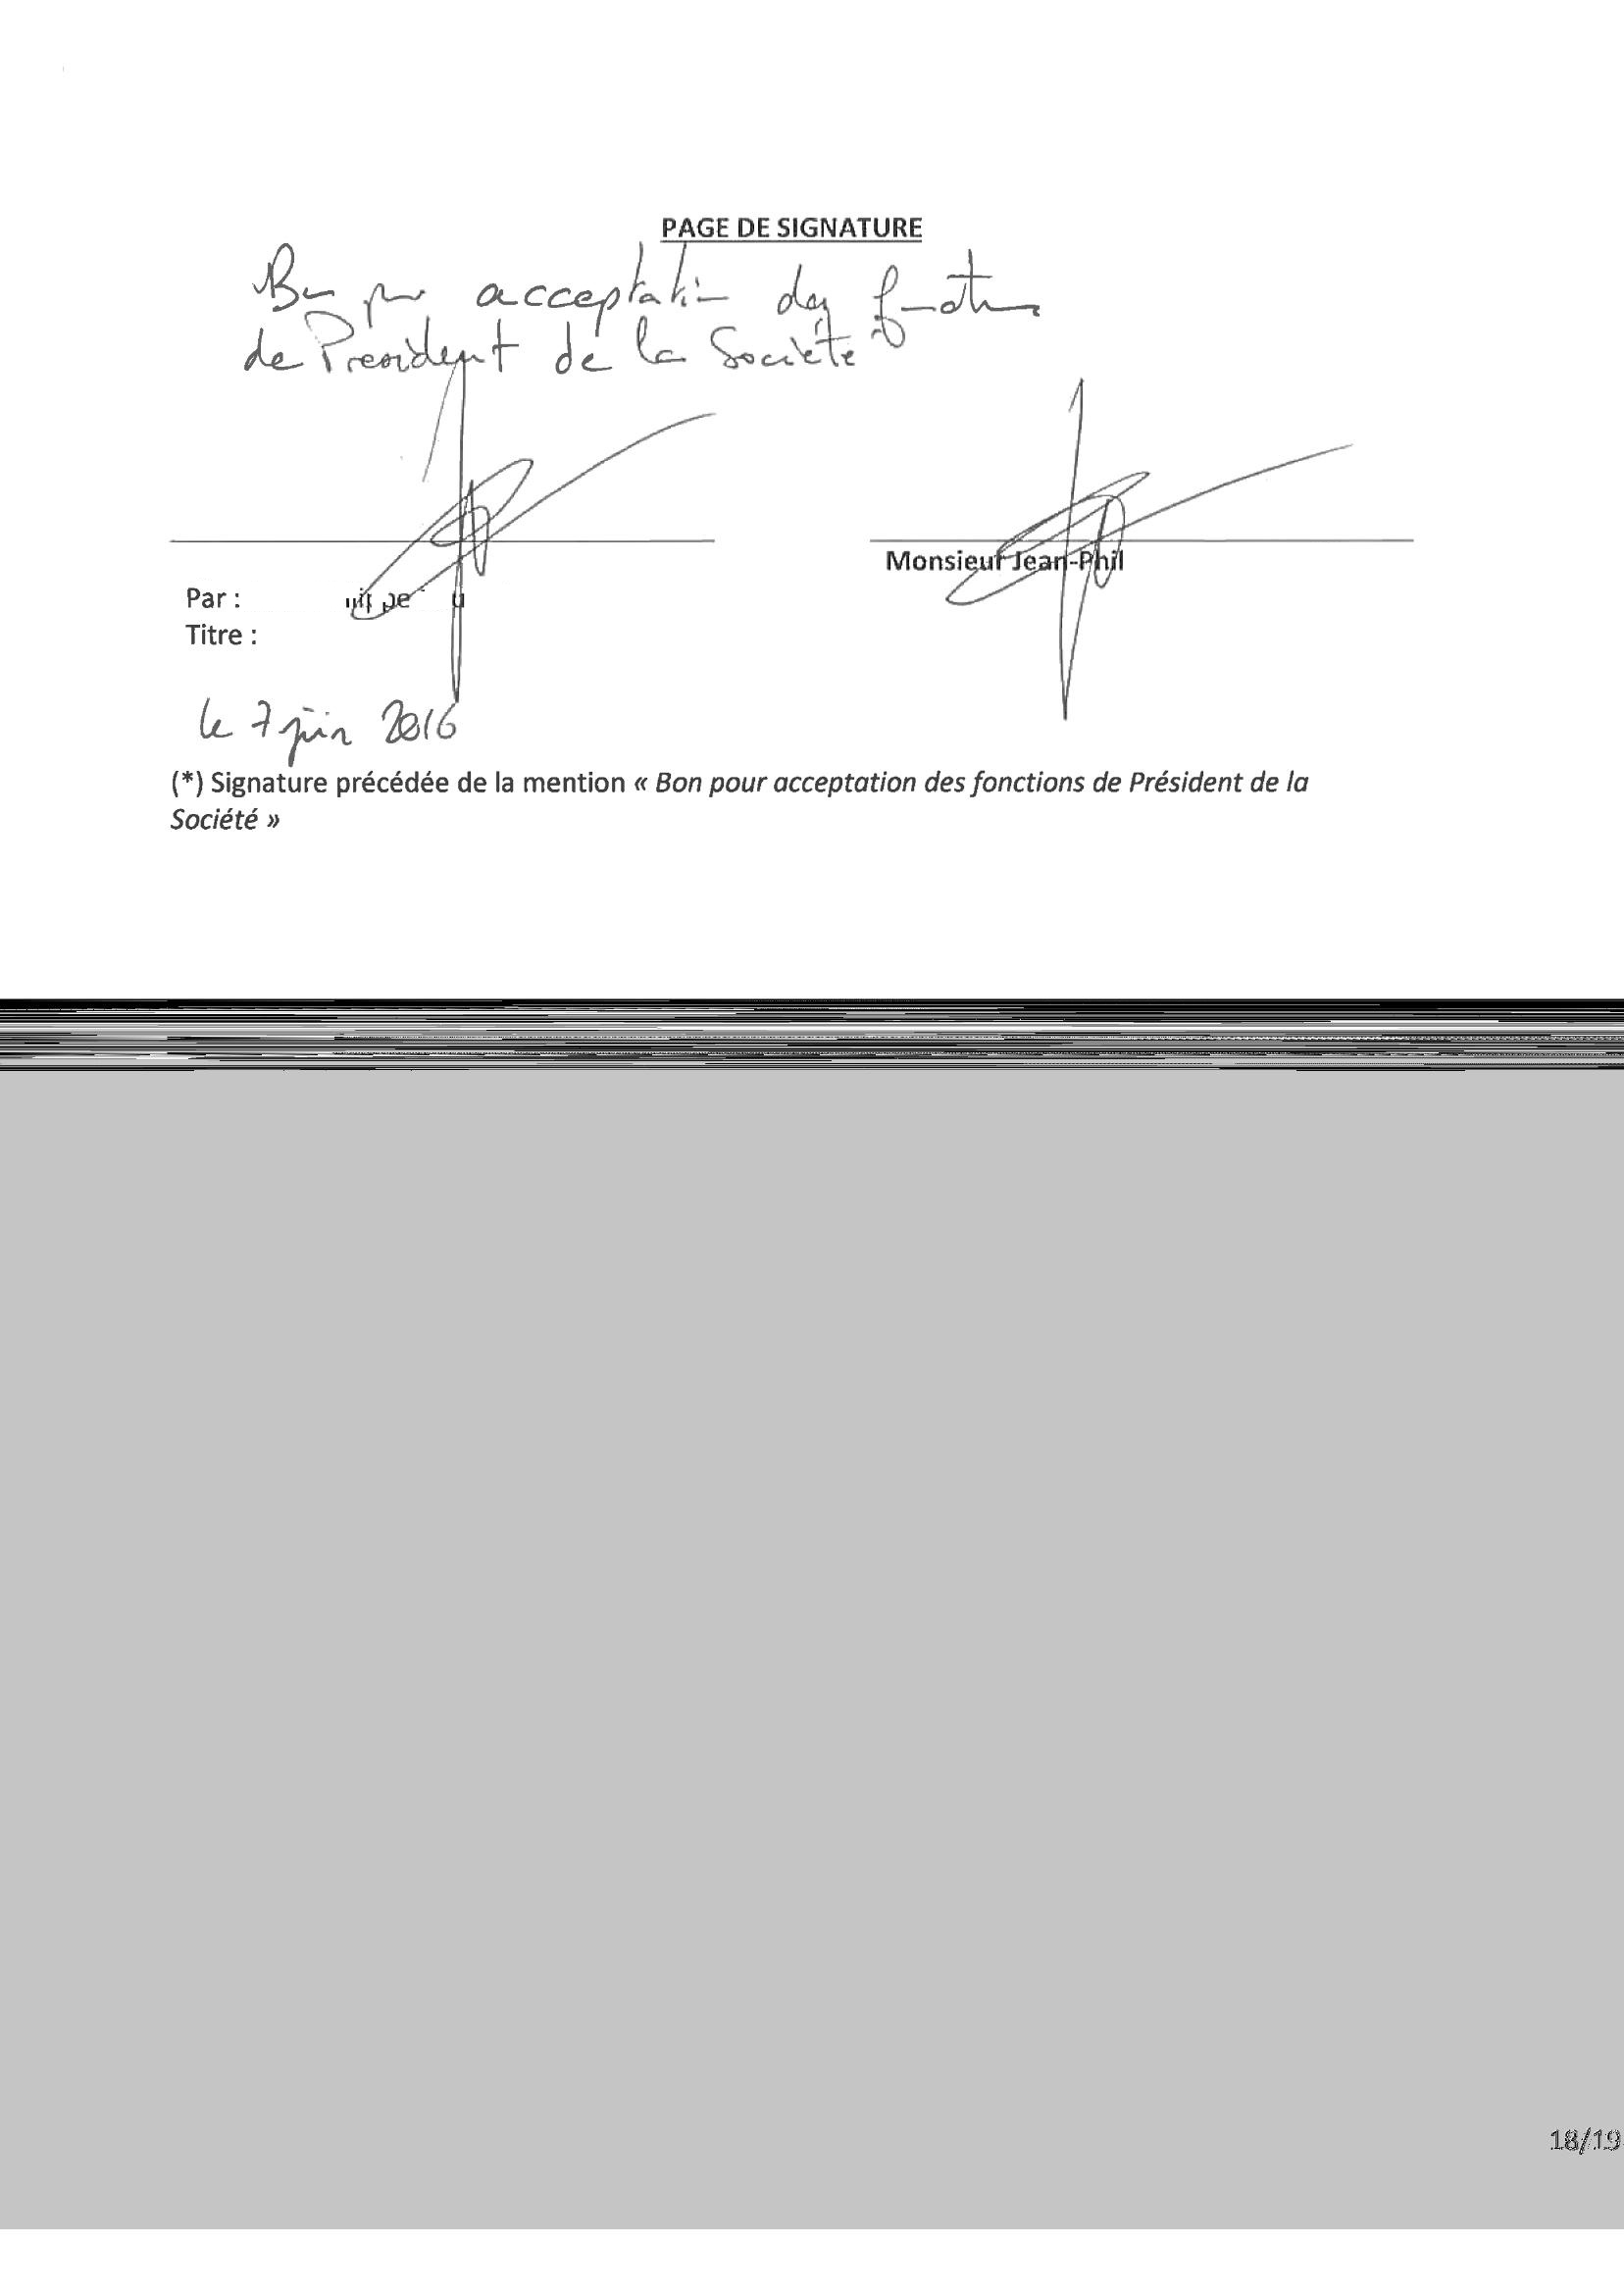 PAGE DE SIGNATURE
Bon pour acceptation des fonctions
de President de la Société
Monsieur Jean-Phil
Par :
Titre :
le 7 juin 2016
(*) Signature précédée de la mention « Bon pour acceptation des fonctions de Président de la
Société »
18/19